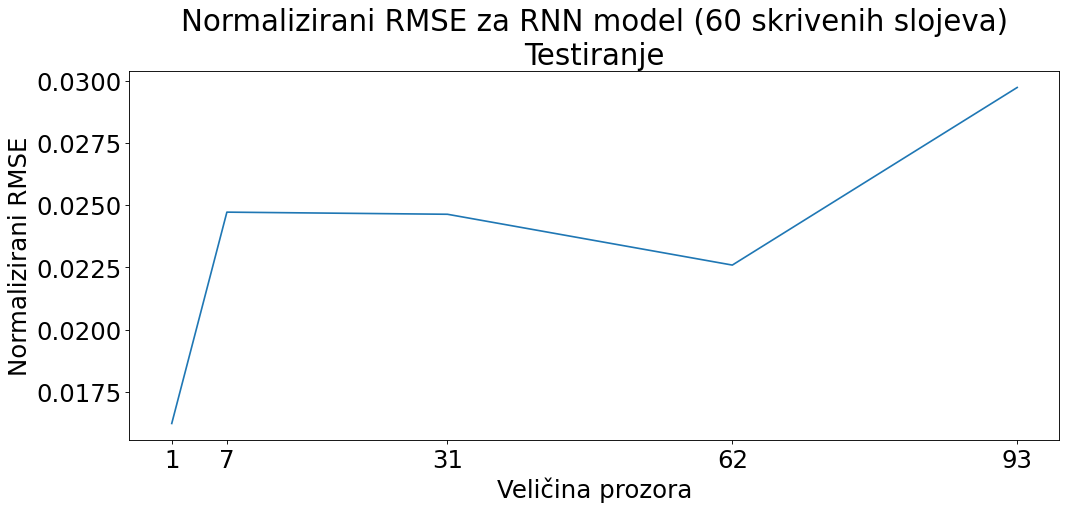 Normalizirani RMSE za RNN model (60 skrivenih slojeva)
Testiranje
Normalizirani RMSE
0.0300
0.0275
0.0250
0.0225
0.0200
0.0175
1 7 31 62 93
Veličina prozora